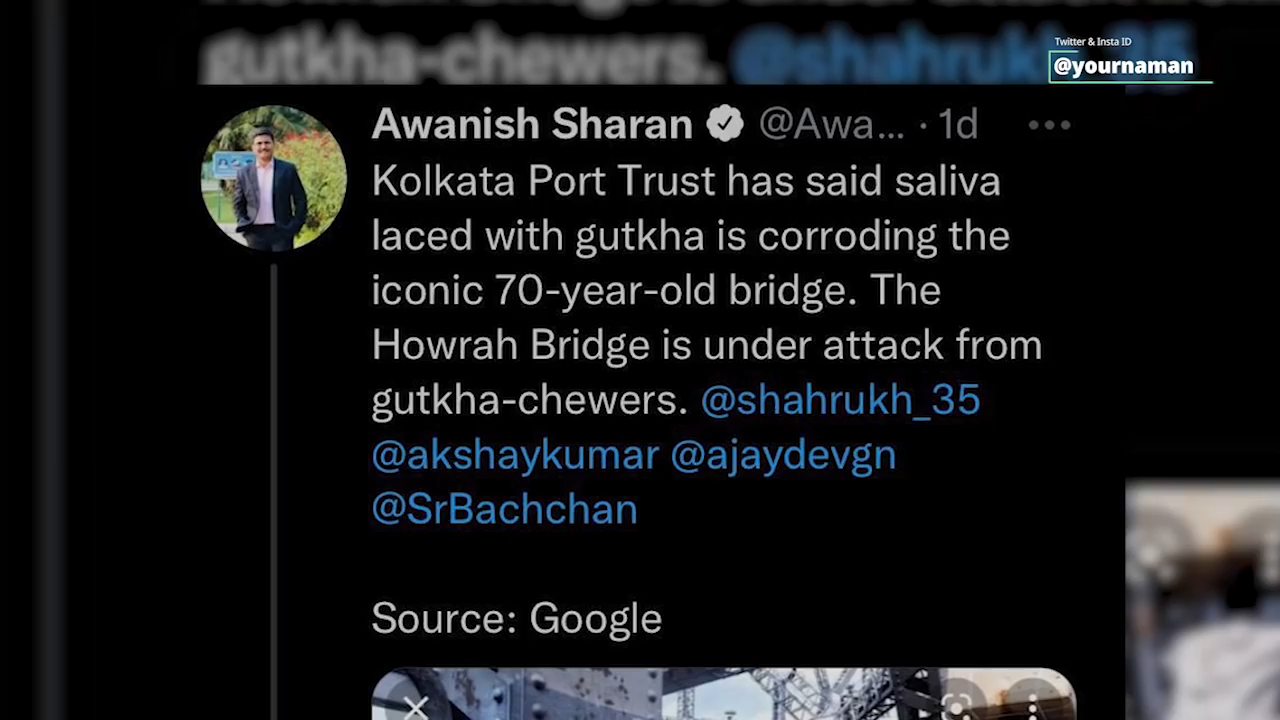 gutkha-chewers. @shahrukh_35
Twitter & Insta ID
@yournaman
Awanish Sharan @Awa... · 1d
Kolkata Port Trust has said saliva
laced with gutkha is corroding the
iconic 70-year-old bridge. The
Howrah Bridge is under attack from
gutkha-chewers. @shahrukh_35
@akshaykumar @ajaydevgn
@SrBachchan
Source: Google